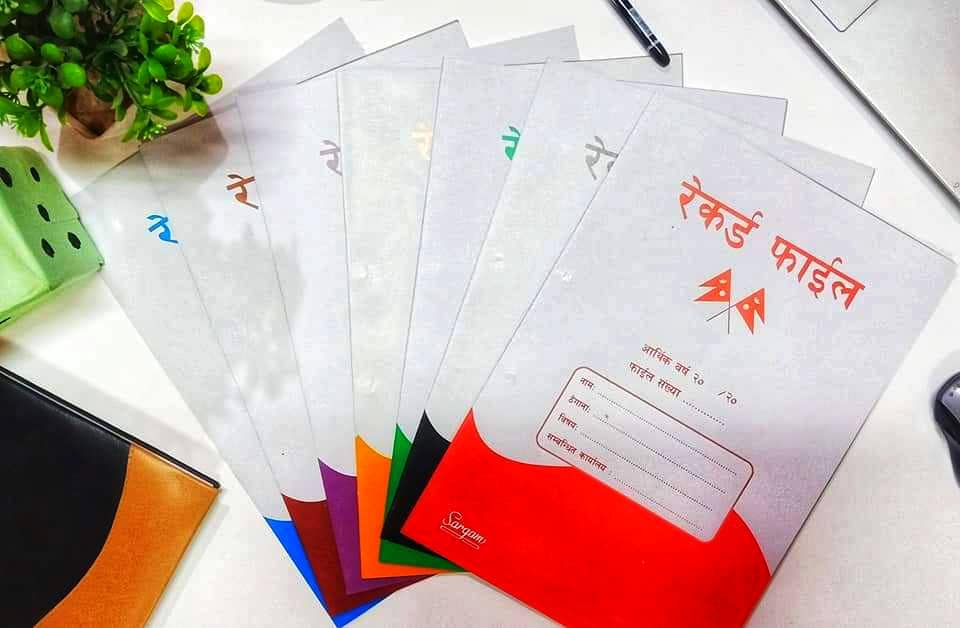 रे
रे
रे
रे
रे
रे
रेकर्ड फाईल
आर्थिक वर्ष २० /२०
फाईल संख्या ............
नामः
ठेगानाः
विषयः
सम्बन्धित कार्यालय :
Sargam